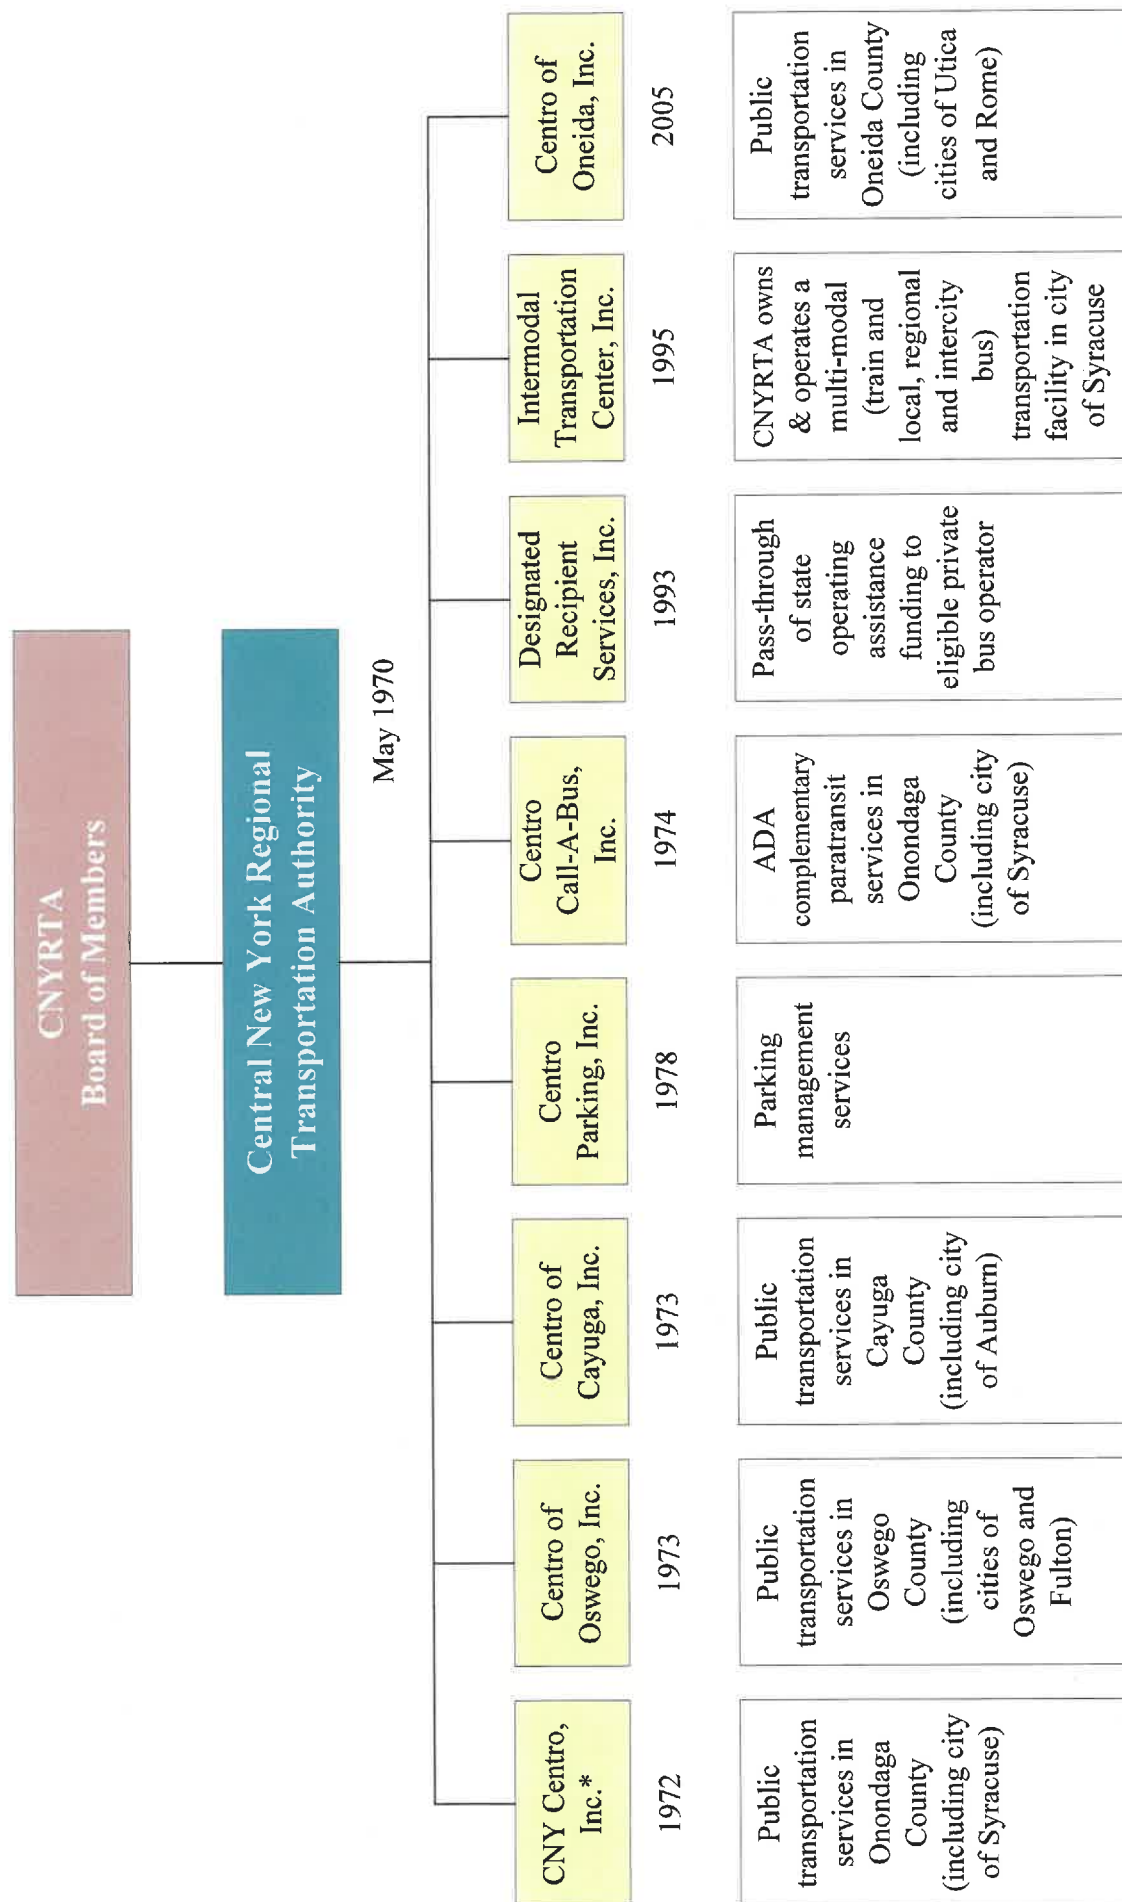 CNYRTA
Board of Members
Central New York Regional
Transportation Authority
May 1970
CNY Centro,
Inc.*
1972
Public
transportation
services in
Onondaga
County
(including city
of Syracuse)
Centro of
Oswego, Inc.
1973
Public
transportation
services in
Oswego
County
(including
cities of
Oswego and
Fulton)
Centro of
Cayuga, Inc.
1973
Public
transportation
services in
Cayuga
County
(including city
of Auburn)
Centro
Parking, Inc.
1978
Parking
management
services
Centro
Call-A-Bus,
Inc.
1974
ADA
complementary
paratransit
services in
Onondaga
County
(including city
of Syracuse)
Designated
Recipient
Services, Inc.
1993
Pass-through
of state
operating
assistance
funding to
eligible private
bus operator
Intermodal
Transportation
Center, Inc.
1995
CNYRTA owns
& operates a
multi-modal
(train and
local, regional
and intercity
bus)
transportation
facility in city
of Syracuse
Centro of
Oneida, Inc.
2005
Public
transportation
services in
Oneida County
(including
cities of Utica
and Rome)